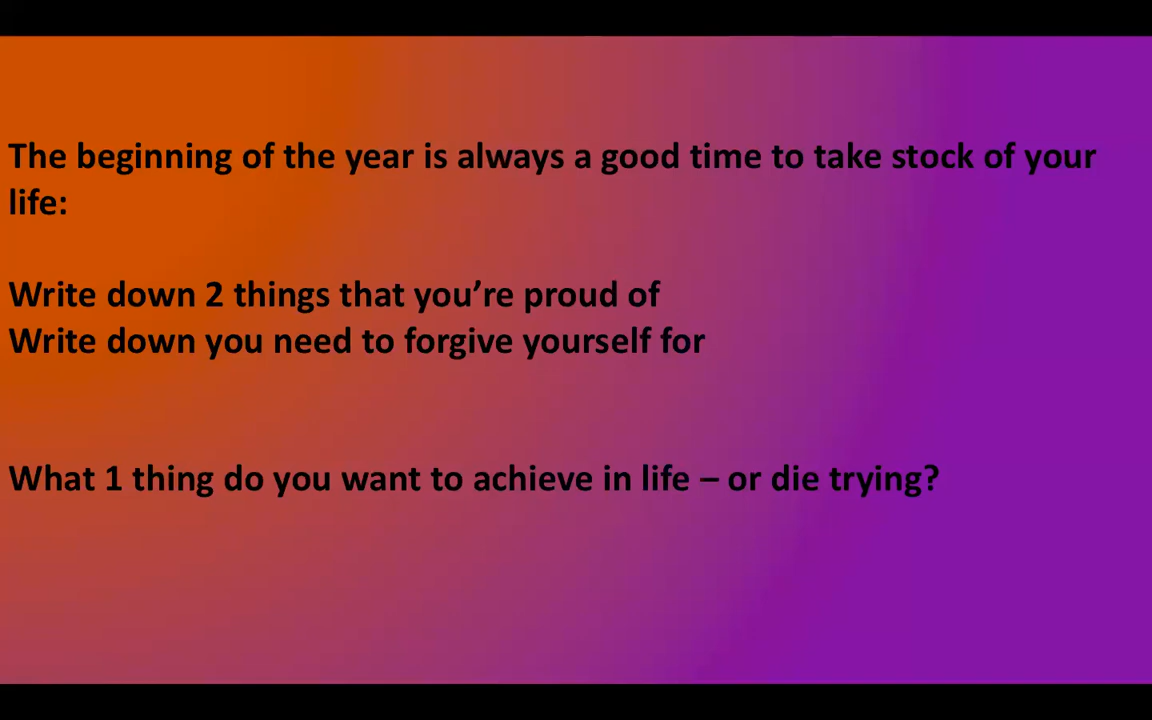 The beginning of the year is always a good time to take stock of your
life:
Write down 2 things that you’re proud of
Write down you need to forgive yourself for
What 1 thing do you want to achieve in life – or die trying?